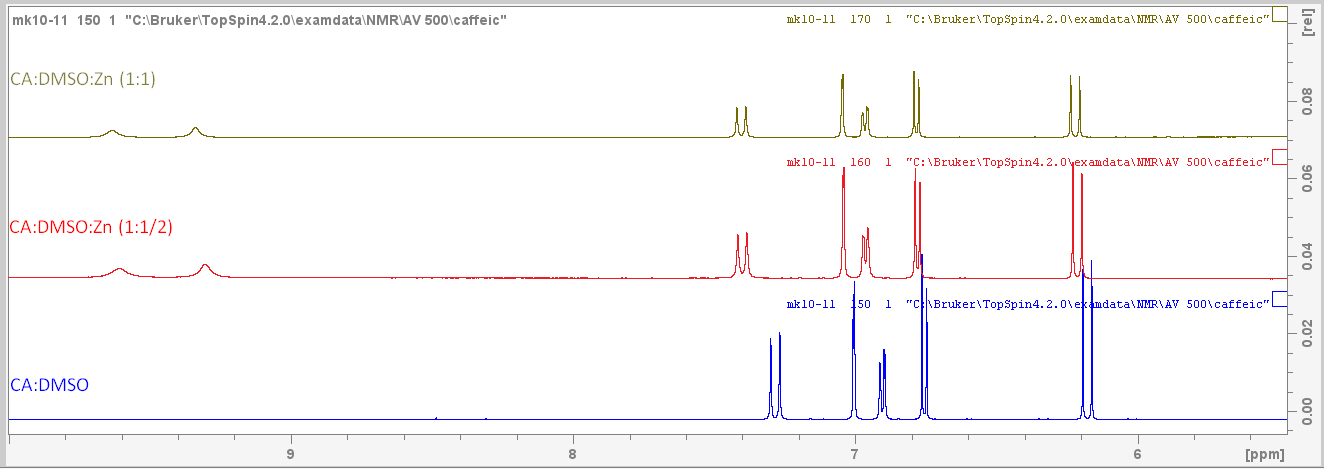 mk10-11 150 1 "C:\Bruker\TopSpin4.2.0\examdata\NMR\AV 500\caffeic"
mk10-11 170 1 "C:\Bruker\TopSpin4.2.0\examdata\NMR\AV 500\caffeic"
[rel]
CA:DMSO:Zn (1:1)
0.08
mk10-11 160 1 "C:\Bruker\TopSpin4.2.0\examdata\NMR\AV 500\caffeic"
0.06
CA:DMSO:Zn (1:1/2)
0.04
mk10-11 150 1 "C:\Bruker\TopSpin4.2.0\examdata\NMR\AV 500\caffeic"
0.02
CA:DMSO
0.00
9 8 7 6 [ppm]